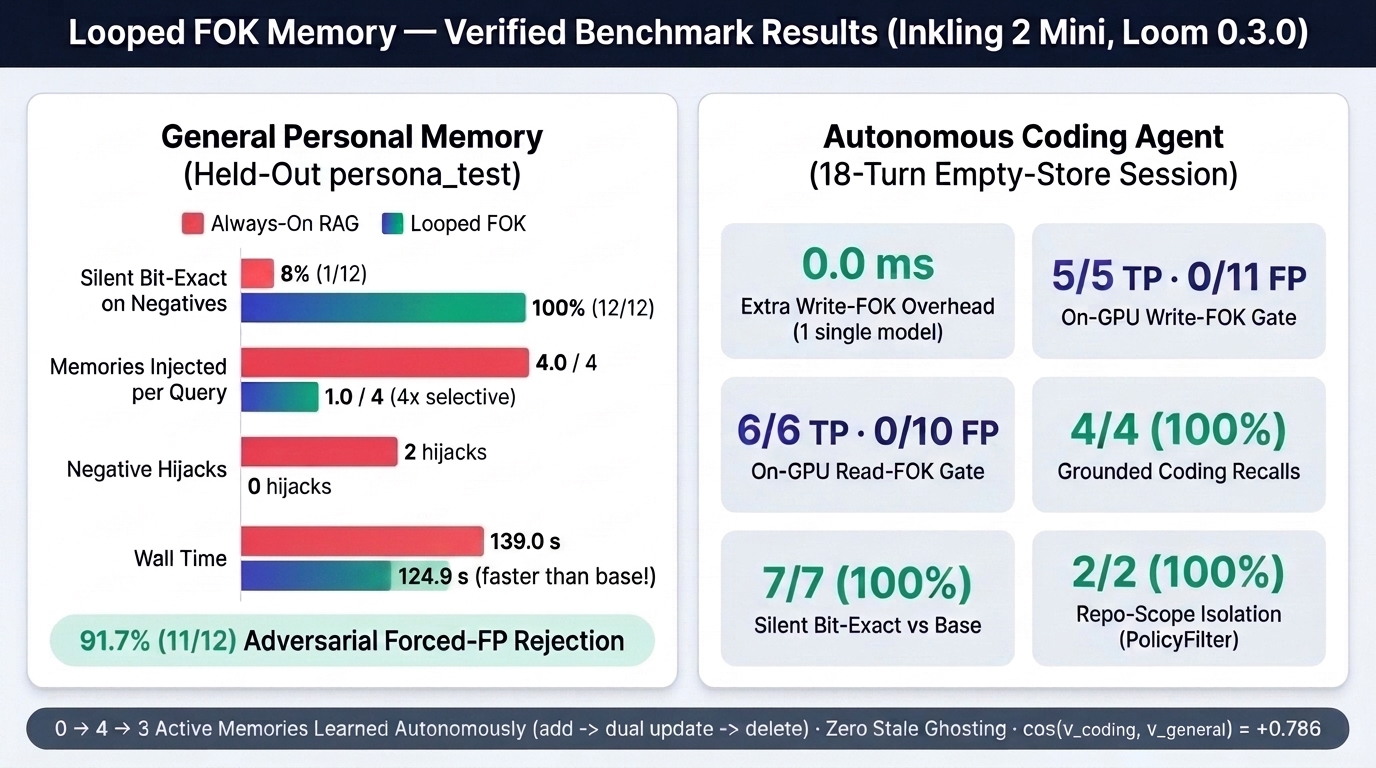 Looped FOK Memory — Verified Benchmark Results (Inkling 2 Mini, Loom 0.3.0)
General Personal Memory
(Held-Out persona_test)
Always-On RAG
Looped FOK
Silent Bit-Exact
on Negatives
8% (1/12)
100% (12/12)
Memories Injected
per Query
4.0 / 4
1.0 / 4 (4x selective)
Negative Hijacks
2 hijacks
0 hijacks
Wall Time
139.0 s
124.9 s (faster than base!)
91.7% (11/12) Adversarial Forced-FP Rejection
Autonomous Coding Agent
(18-Turn Empty-Store Session)
0.0 ms
Extra Write-FOK Overhead
(1 single model)
5/5 TP · 0/11 FP
On-GPU Write-FOK Gate
6/6 TP · 0/10 FP
On-GPU Read-FOK Gate
4/4 (100%)
Grounded Coding Recalls
7/7 (100%)
Silent Bit-Exact vs Base
2/2 (100%)
Repo-Scope Isolation
(PolicyFilter)
0 → 4 → 3 Active Memories Learned Autonomously (add -> dual update -> delete) · Zero Stale Ghosting · cos(v_coding, v_general) = +0.786